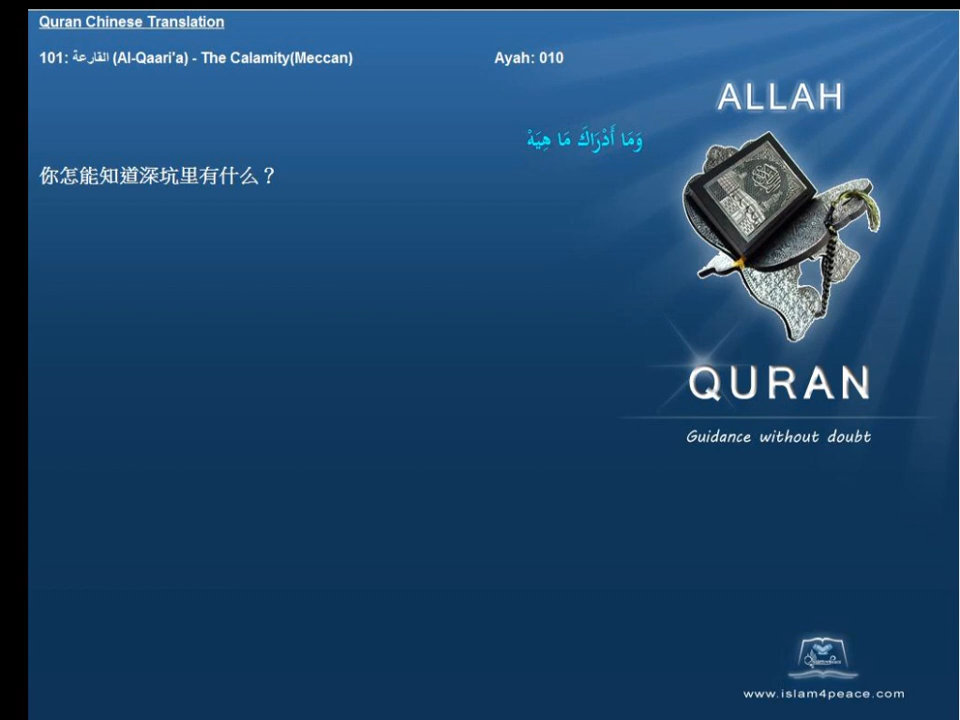 Quran Chinese Translation
101: القارعة (Al-Qaari'a) - The Calamity(Meccan)
Ayah: 010
ALLAH
وَمَا أَدْرَاكَ مَا هِيَهْ
你怎能知道深坑里有什么？
QURAN
Guidance without doubt
www.islam4peace.com